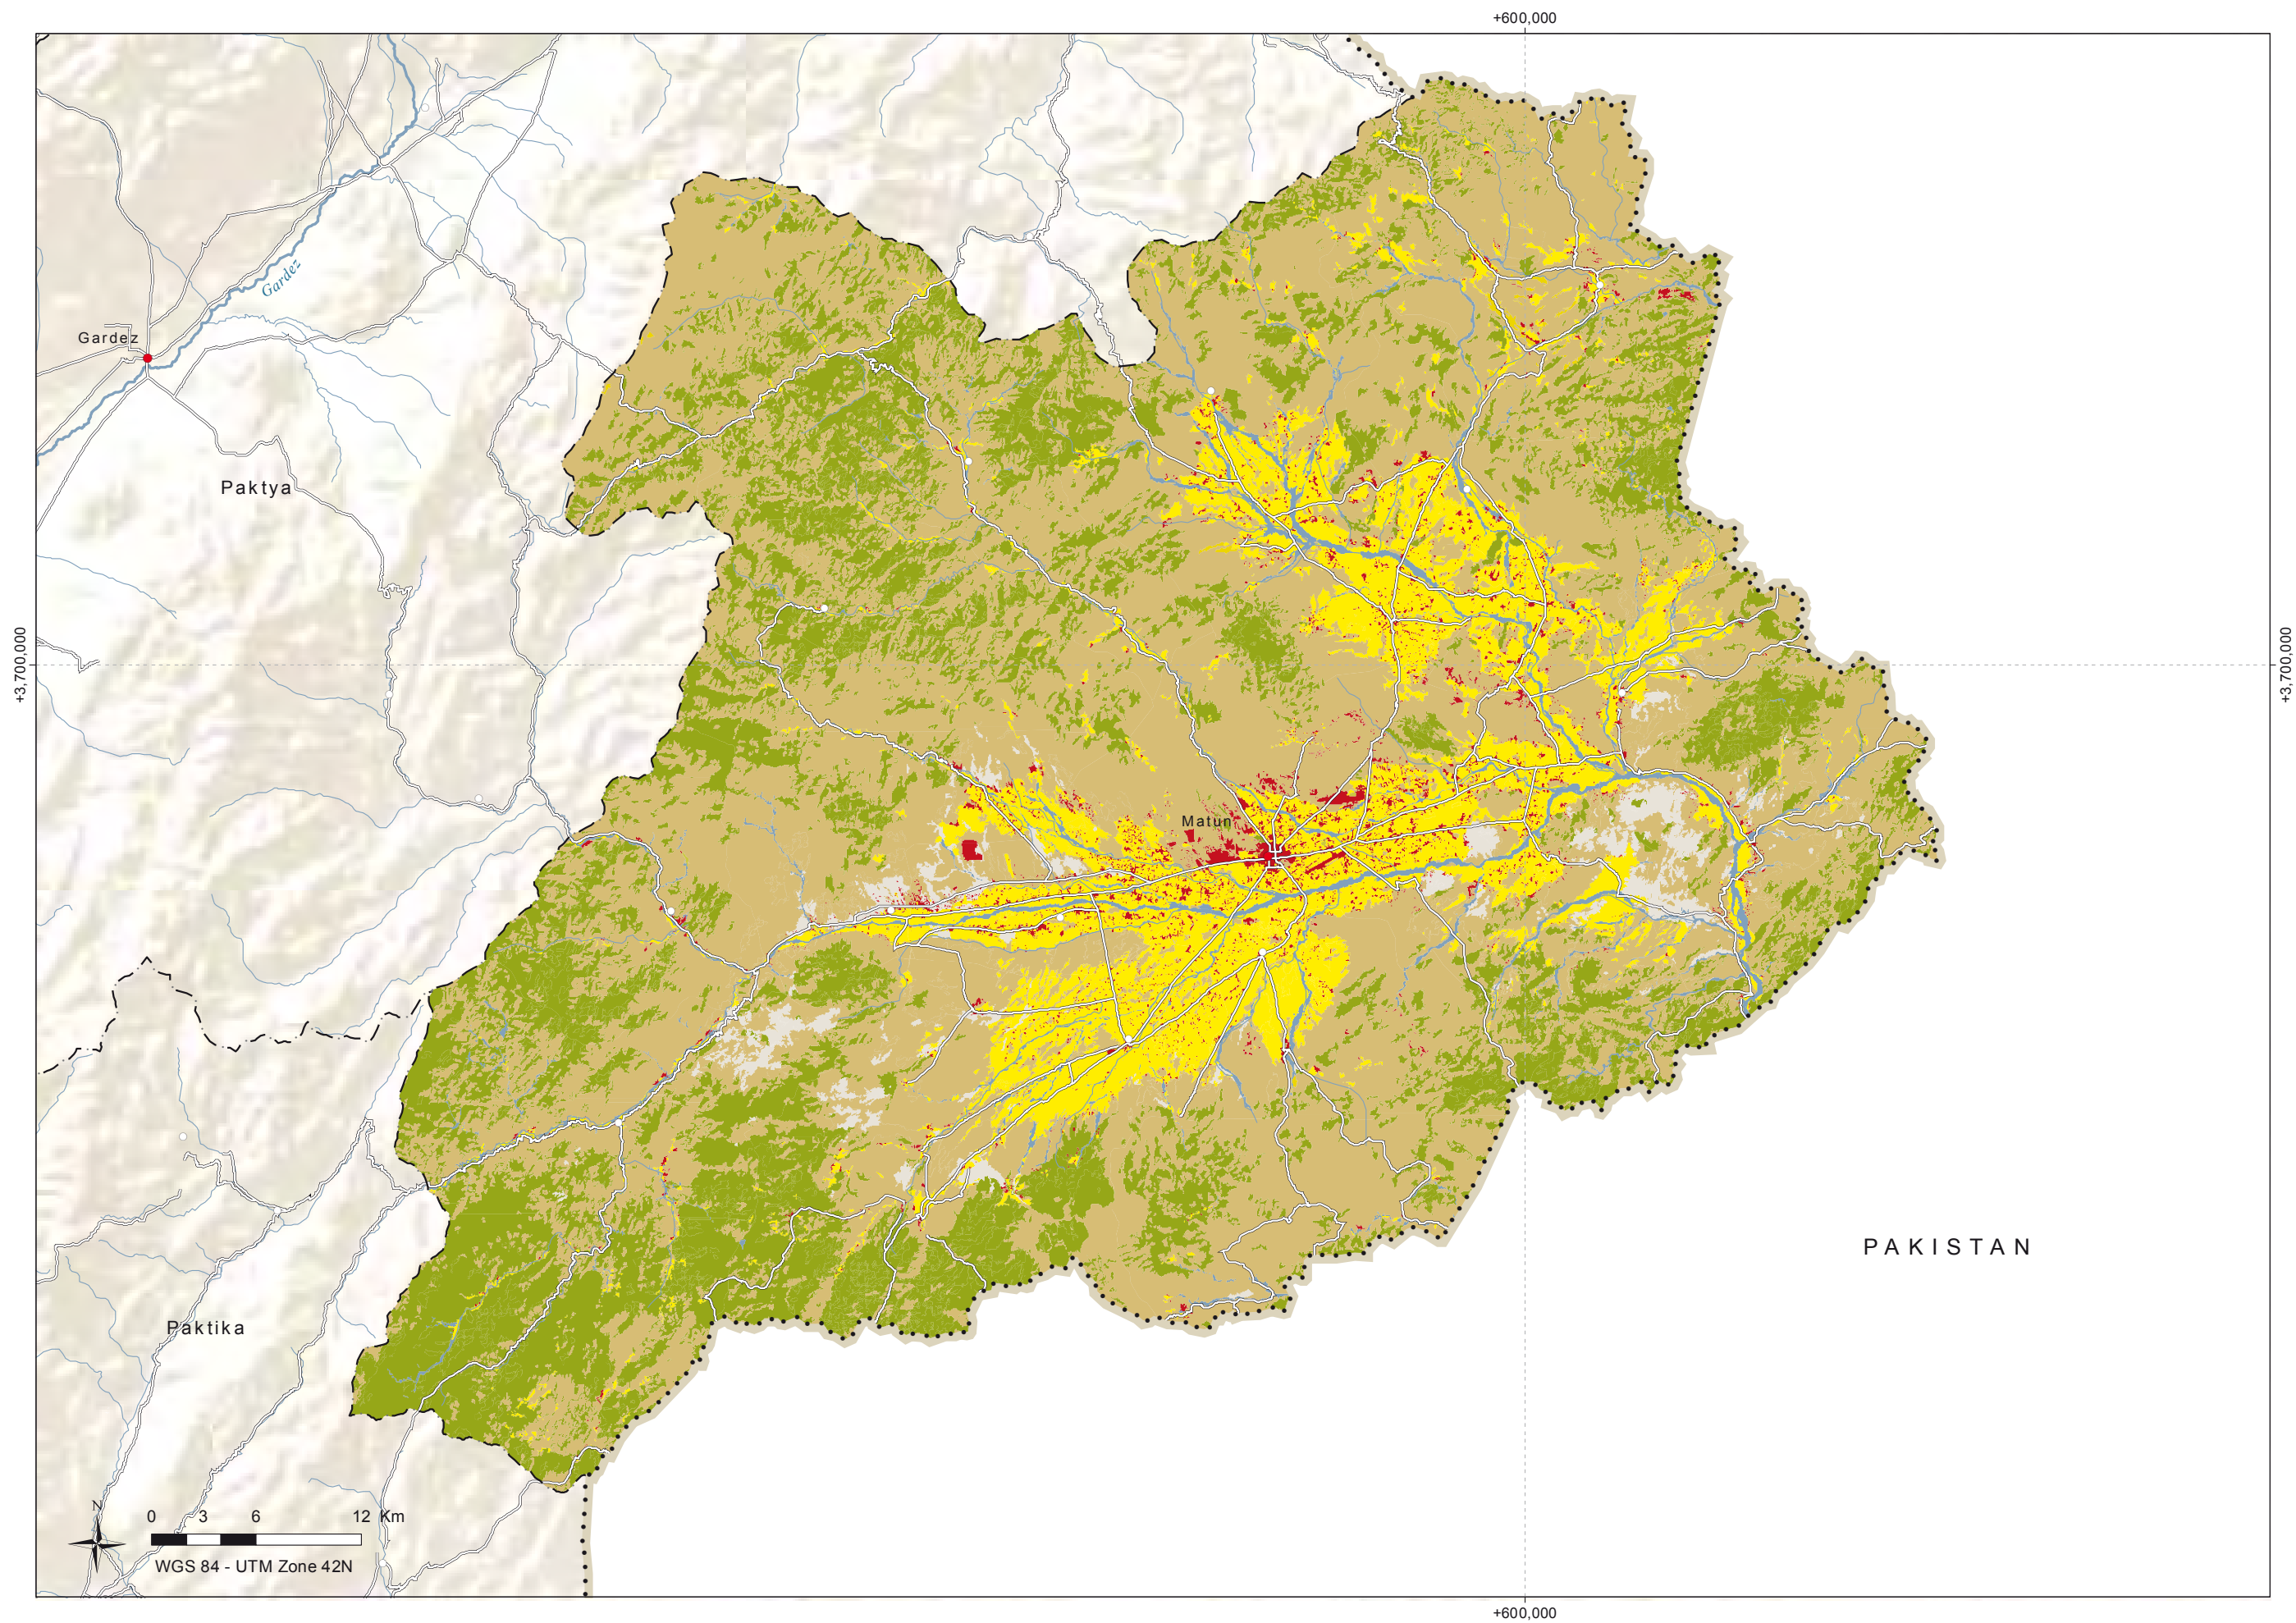 +600,000
Gardez
Gardez
Paktya
+3,700,000
+3,700,000
Matun
PAKISTAN
Paktika
N
0 3 6 12 Km
WGS 84 - UTM Zone 42N
+600,000